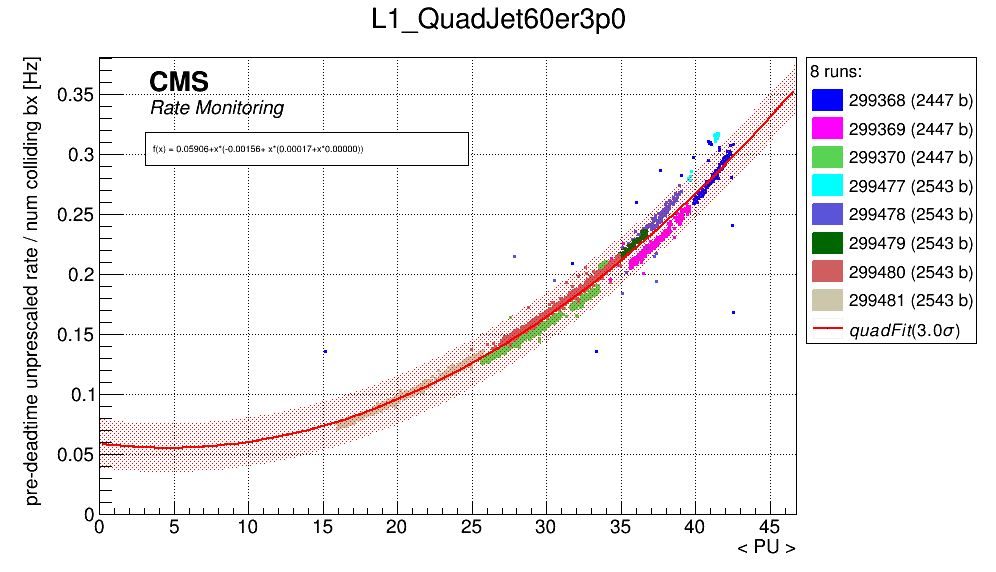 L1_QuadJet60er3p0
pre-deadtime unprescaled rate / num colliding bx [Hz]
CMS
Rate Monitoring
f(x) = 0.05906+x*(-0.00156+ x*(0.00017+x*0.00000))
0.35
0.3
0.25
0.2
0.15
0.1
0.05
0
0 5 10 15 20 25 30 35 40 45
< PU >
8 runs:
299368 (2447 b)
299369 (2447 b)
299370 (2447 b)
299477 (2543 b)
299478 (2543 b)
299479 (2543 b)
299480 (2543 b)
299481 (2543 b)
quadFit(3.0σ)